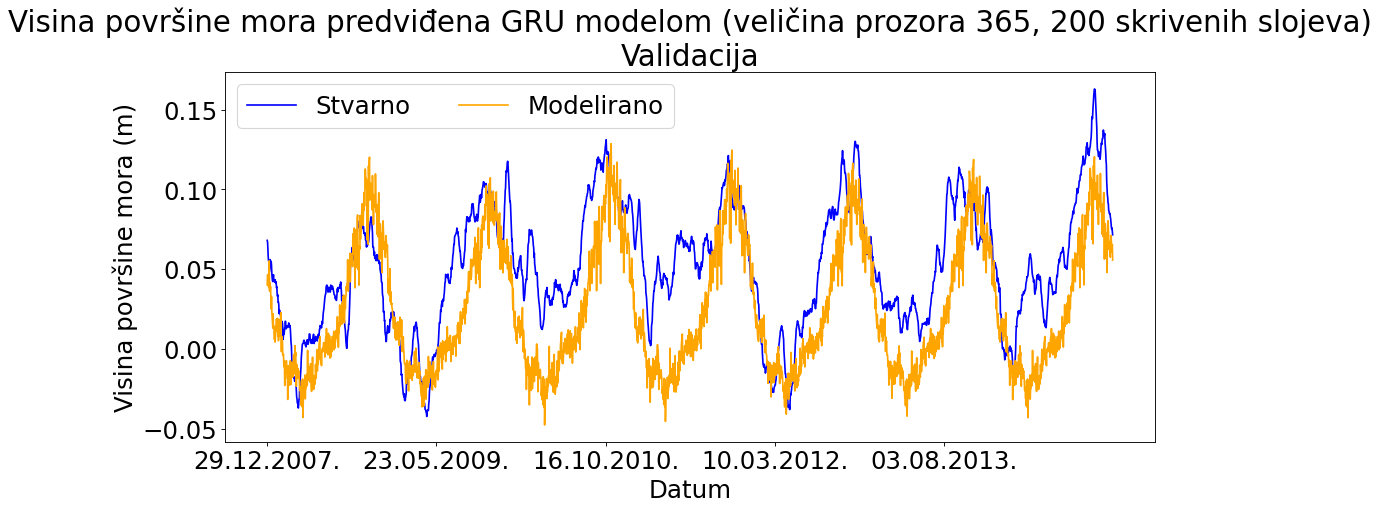 Visina površine mora predviđena GRU modelom (veličina prozora 365, 200 skrivenih slojeva)
Validacija
Stvarno
Modelirano
Visina površine mora (m)
0.15
0.10
0.05
0.00
−0.05
29.12.2007.
23.05.2009.
16.10.2010.
10.03.2012.
03.08.2013.
Datum